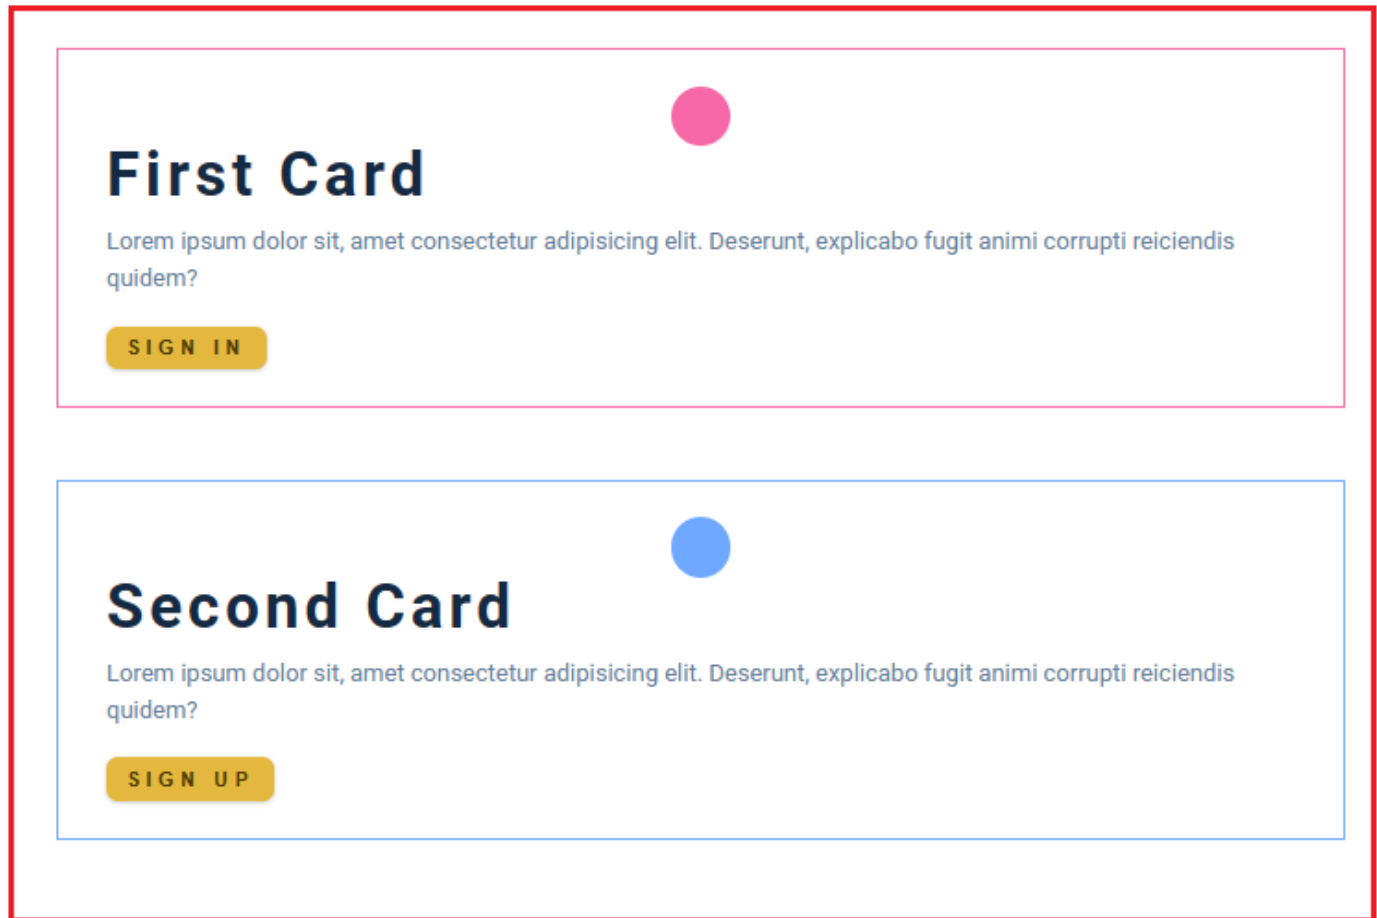 First Card
Lorem ipsum dolor sit, amet consectetur adipisicing elit. Deserunt, explicabo fugit animi corrupti reiciendis
quidem?
SIGN IN
Second Card
Lorem ipsum dolor sit, amet consectetur adipisicing elit. Deserunt, explicabo fugit animi corrupti reiciendis
quidem?
SIGN UP